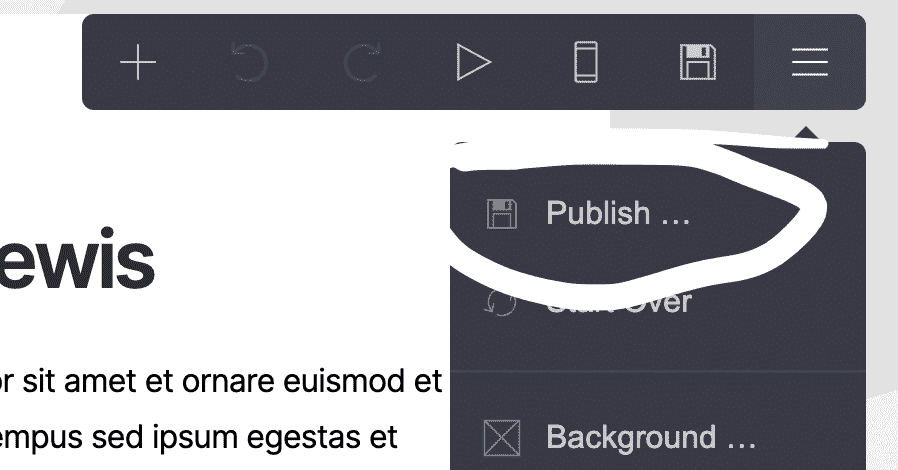 Publish ...
ewis
Start Over
or sit amet et ornare euismod et
empus sed ipsum egestas et
Background ...